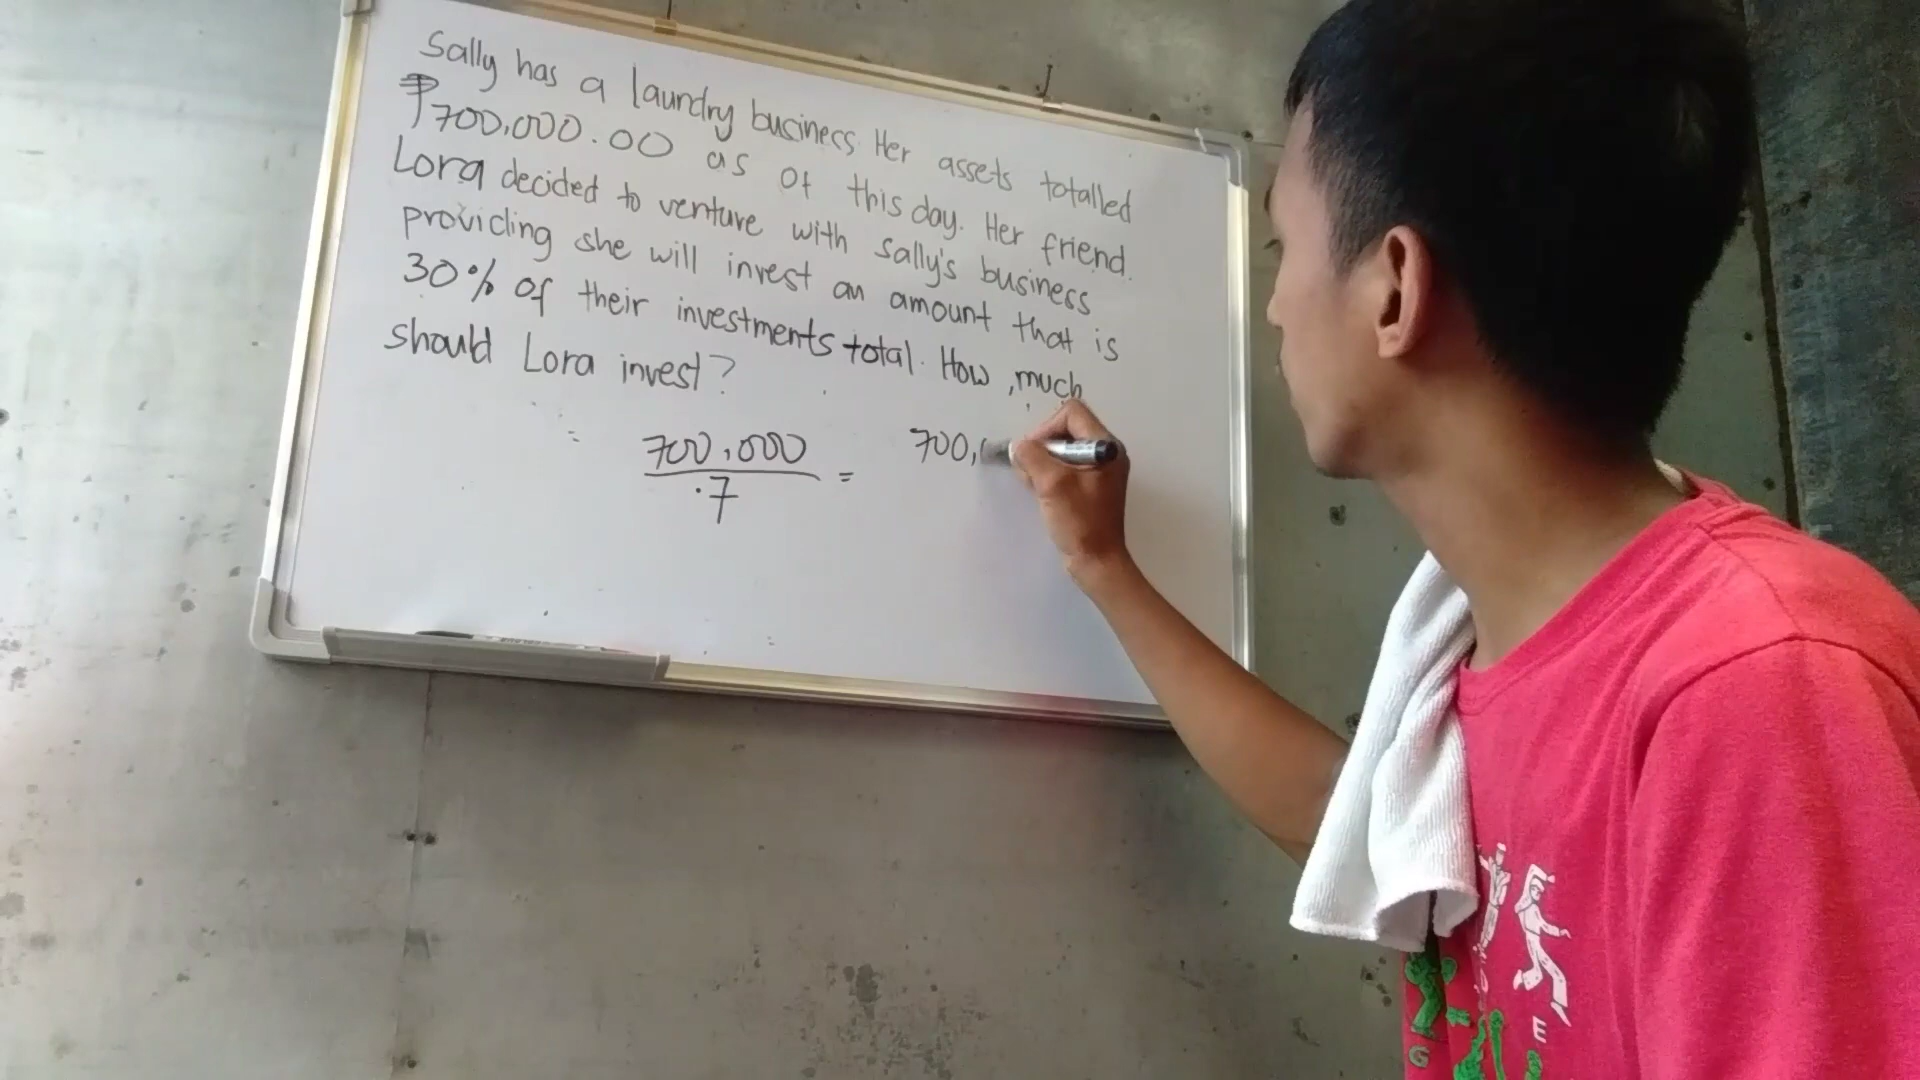 Sally has a laundry business. Her assets totalled
₱700,000.00 as of this day. Her friend.
Lora decided to venture with Sally's business
providing she will invest an amount that is
30% of their investments total. How much
should Lora invest?
= 700,000 / .7 = 700,
E
G